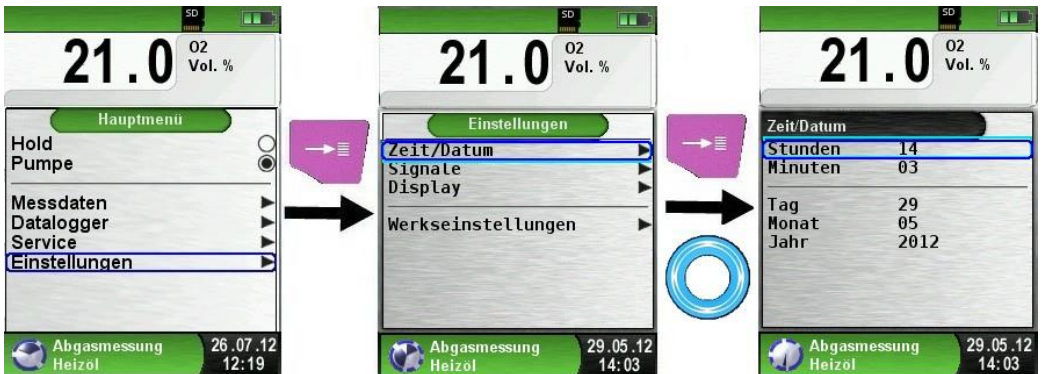 SD
21.0 O2 Vol. %
Hauptmenü
Hold
Pumpe
Messdaten
Datalogger
Service
Einstellungen
Abgasmessung 26.07.12
Heizöl 12:19
SD
21.0 O2 Vol. %
Einstellungen
Zeit/Datum
Signale
Display
Werkseinstellungen
Abgasmessung 29.05.12
Heizöl 14:03
SD
21.0 O2 Vol. %
Zeit/Datum
Stunden 14
Minuten 03
Tag 29
Monat 05
Jahr 2012
Abgasmessung 29.05.12
Heizöl 14:03